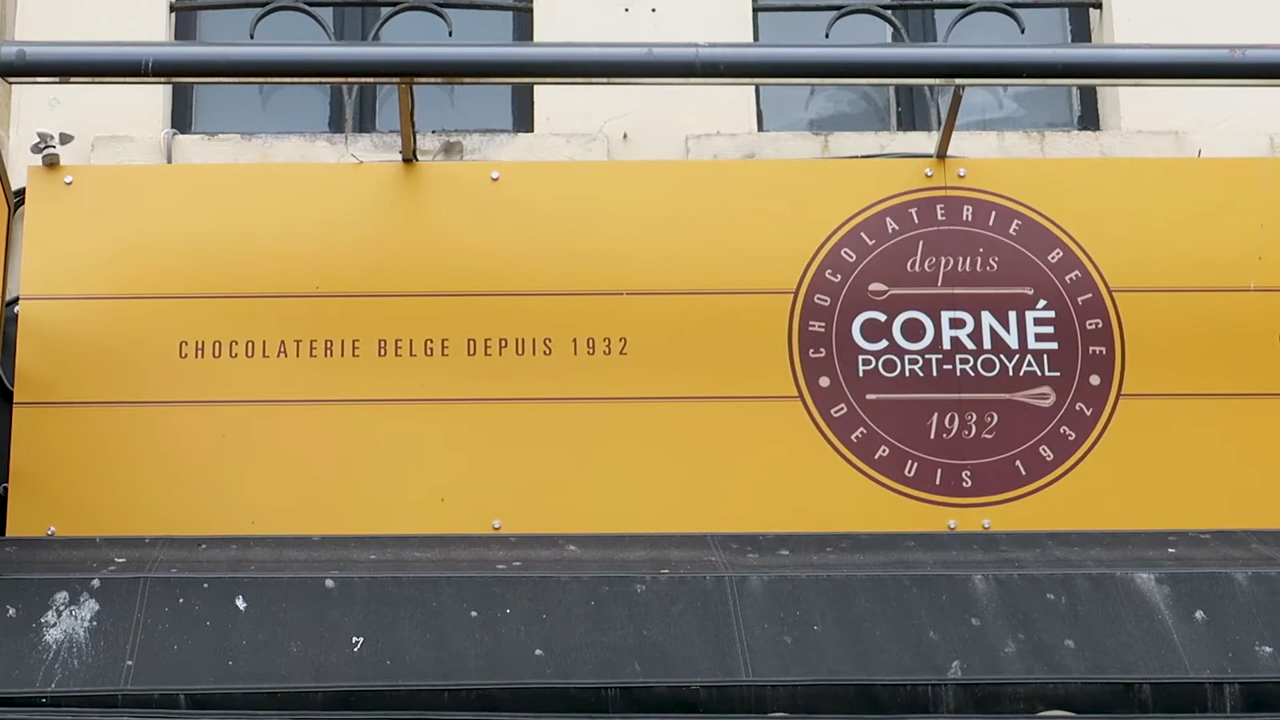 CHOCOLATERIE BELGE DEPUIS 1932
CHOCOLATERIE BELGE
depuis
CORNÉ
PORT-ROYAL
1932
DEPUIS 1932